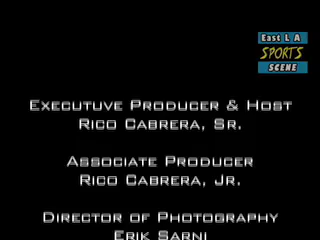 East L A
SPORTS
SCENE
Executuve Producer & Host
Rico Cabrera, Sr.
Associate Producer
Rico Cabrera, Jr.
Director of Photography
Erik Sarni